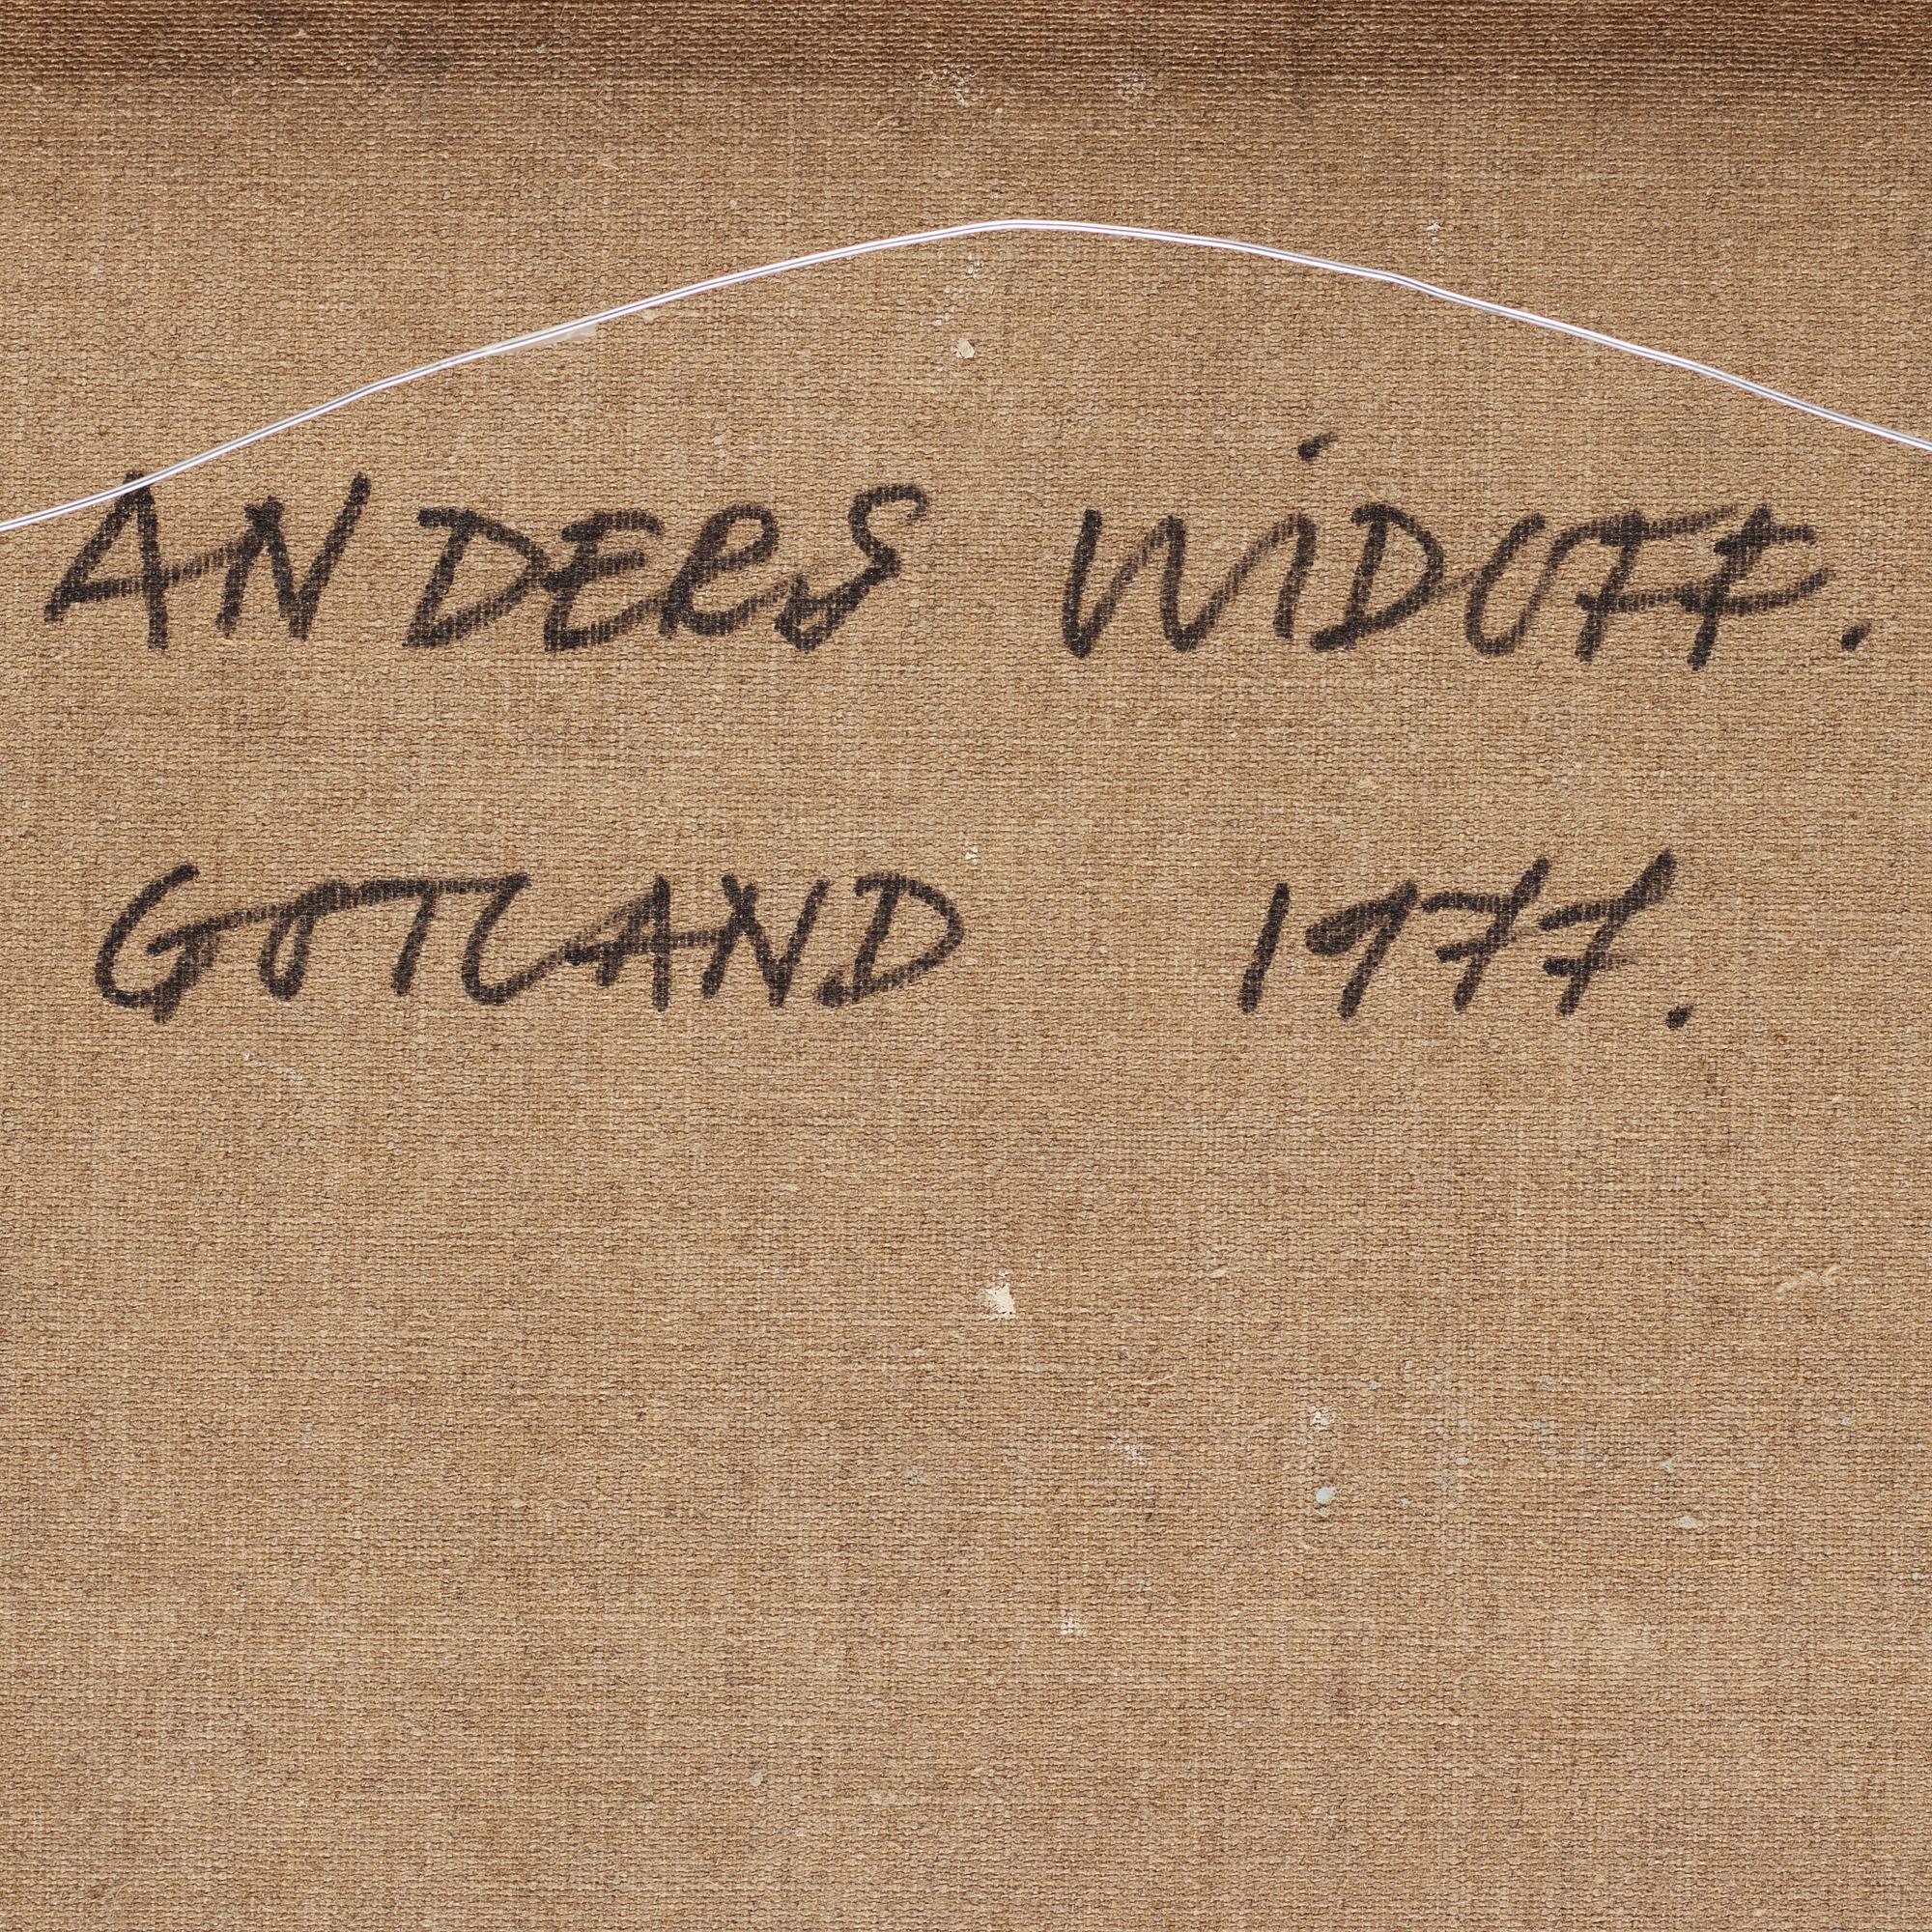 ANDERS WiDOFF.
GOTLAND 1977.